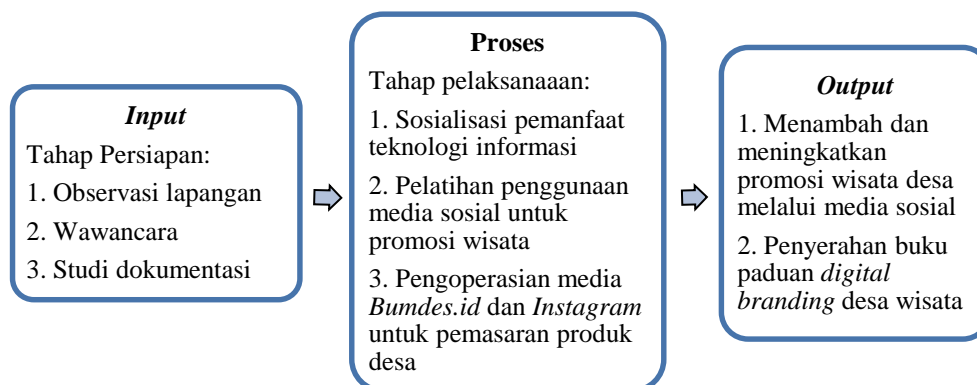 Input
Tahap Persiapan:
1. Observasi lapangan
2. Wawancara
3. Studi dokumentasi
Proses
Tahap pelaksanaaan:
1. Sosialisasi pemanfaat
teknologi informasi
2. Pelatihan penggunaan
media sosial untuk
promosi wisata
3. Pengoperasian media
Bumdes.id dan Instagram
untuk pemasaran produk
desa
Output
1. Menambah dan
meningkatkan
promosi wisata desa
melalui media sosial
2. Penyerahan buku
paduan digital
branding desa wisata